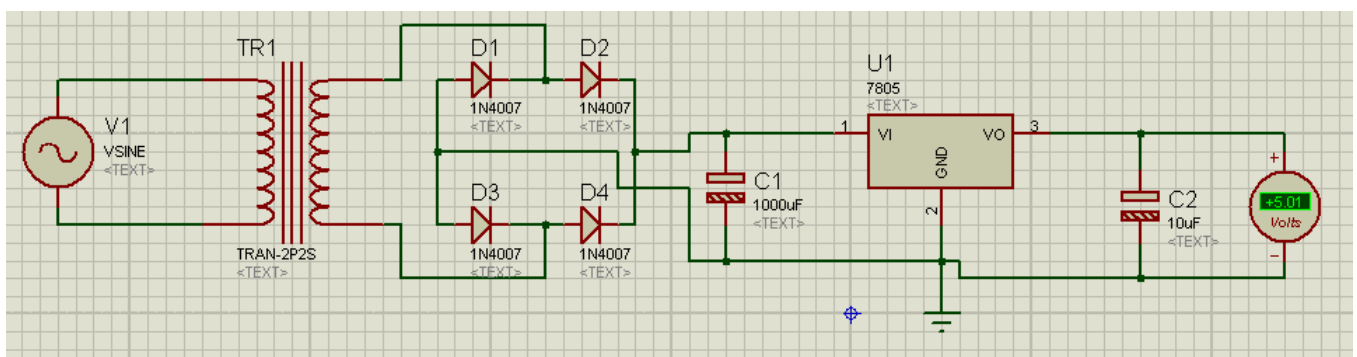 TR1
V1
VSINE
<TEXT>
TRAN-2P2S
<TEXT>
D1
1N4007
<TEXT>
D2
1N4007
<TEXT>
D3
1N4007
<TEXT>
D4
1N4007
<TEXT>
C1
1000uF
<TEXT>
U1
7805
<TEXT>
1
VI
VO
3
GND
2
C2
10uF
<TEXT>
+
+5.01
Volts
−